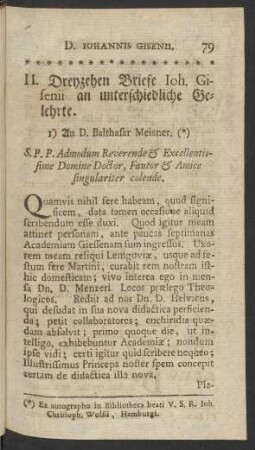 D. IOHANNIS GISENII. 79
II. Dreyzehen Briefe Ioh. Gi-
senii an unterschiedliche Ge-
lehrte.
1) An D. Balthasar Meisner. (*)
S. P. P. Admodum Reverende & Excellentis-
sime Domine Doctor, Fautor & Amice
singulariter colende.
Quamvis nihil fere habeam, quod signi-
ficem, data tamen occasione aliquid
scribendum esse duxi. Quod igitur meam
attinet personam, ante paucas septimanas
Academiam Giessenam sum ingressus. Uxo-
rem meam reliqui Lemgoviæ, usque ad fe-
stum fere Martini, curabit rem nostram ist-
hic domesticam; vivo interea ego in men-
sa Dn. D. Menzeri. Locos prælego Theo-
logicos. Rediit ad nos Dn. D. Helvicus,
qui desudat in sua nova didactica perficien-
da; petit collaboratores; enchiridia quæ-
dam absolvit; primo quoque die, ut in-
telligo, exhibebuntur Academiæ; nondum
ipse vidi; certi igitur quid scribere nequeo;
Illustrissimus Princeps noster spem concepit
certam de didactica illa nova.
Pla-
(*) Ex autographo in Bibliotheca beati V. S. R. Ioh.
Christoph. Wolfii, Hamburgi.